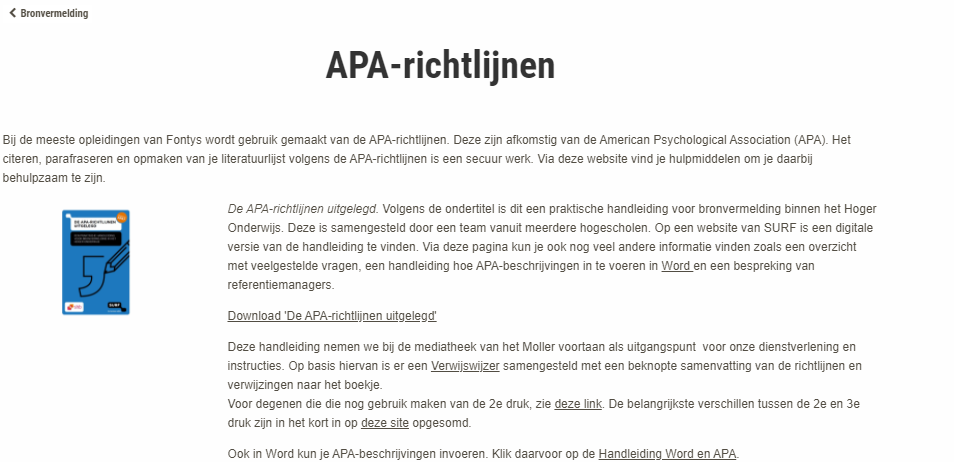 Bronvermelding
APA-richtlijnen
Bij de meeste opleidingen van Fontys wordt gebruik gemaakt van de APA-richtlijnen. Deze zijn afkomstig van de American Psychological Association (APA). Het
citeren, parafraseren en opmaken van je literatuurlijst volgens de APA-richtlijnen is een secuur werk. Via deze website vind je hulpmiddelen om je daarbij
behulpzaam te zijn.
DE APA-RICHTLIJNEN
UITGELEGD
SURF
De APA-richtlijnen uitgelegd. Volgens de ondertitel is dit een praktische handleiding voor bronvermelding binnen het Hoger
Onderwijs. Deze is samengesteld door een team vanuit meerdere hogescholen. Op een website van SURF is een digitale
versie van de handleiding te vinden. Via deze pagina kun je ook nog veel andere informatie vinden zoals een overzicht
met veelgestelde vragen, een handleiding hoe APA-beschrijvingen in te voeren in Word en een bespreking van
referentiemanagers.
Download 'De APA-richtlijnen uitgelegd'
Deze handleiding nemen we bij de mediatheek van het Moller voortaan als uitgangspunt voor onze dienstverlening en
instructies. Op basis hiervan is er een Verwijswijzer samengesteld met een beknopte samenvatting van de richtlijnen en
verwijzingen naar het boekje.
Voor degenen die die nog gebruik maken van de 2e druk, zie deze link. De belangrijkste verschillen tussen de 2e en 3e
druk zijn in het kort in op deze site opgesomd.
Ook in Word kun je APA-beschrijvingen invoeren. Klik daarvoor op de Handleiding Word en APA.